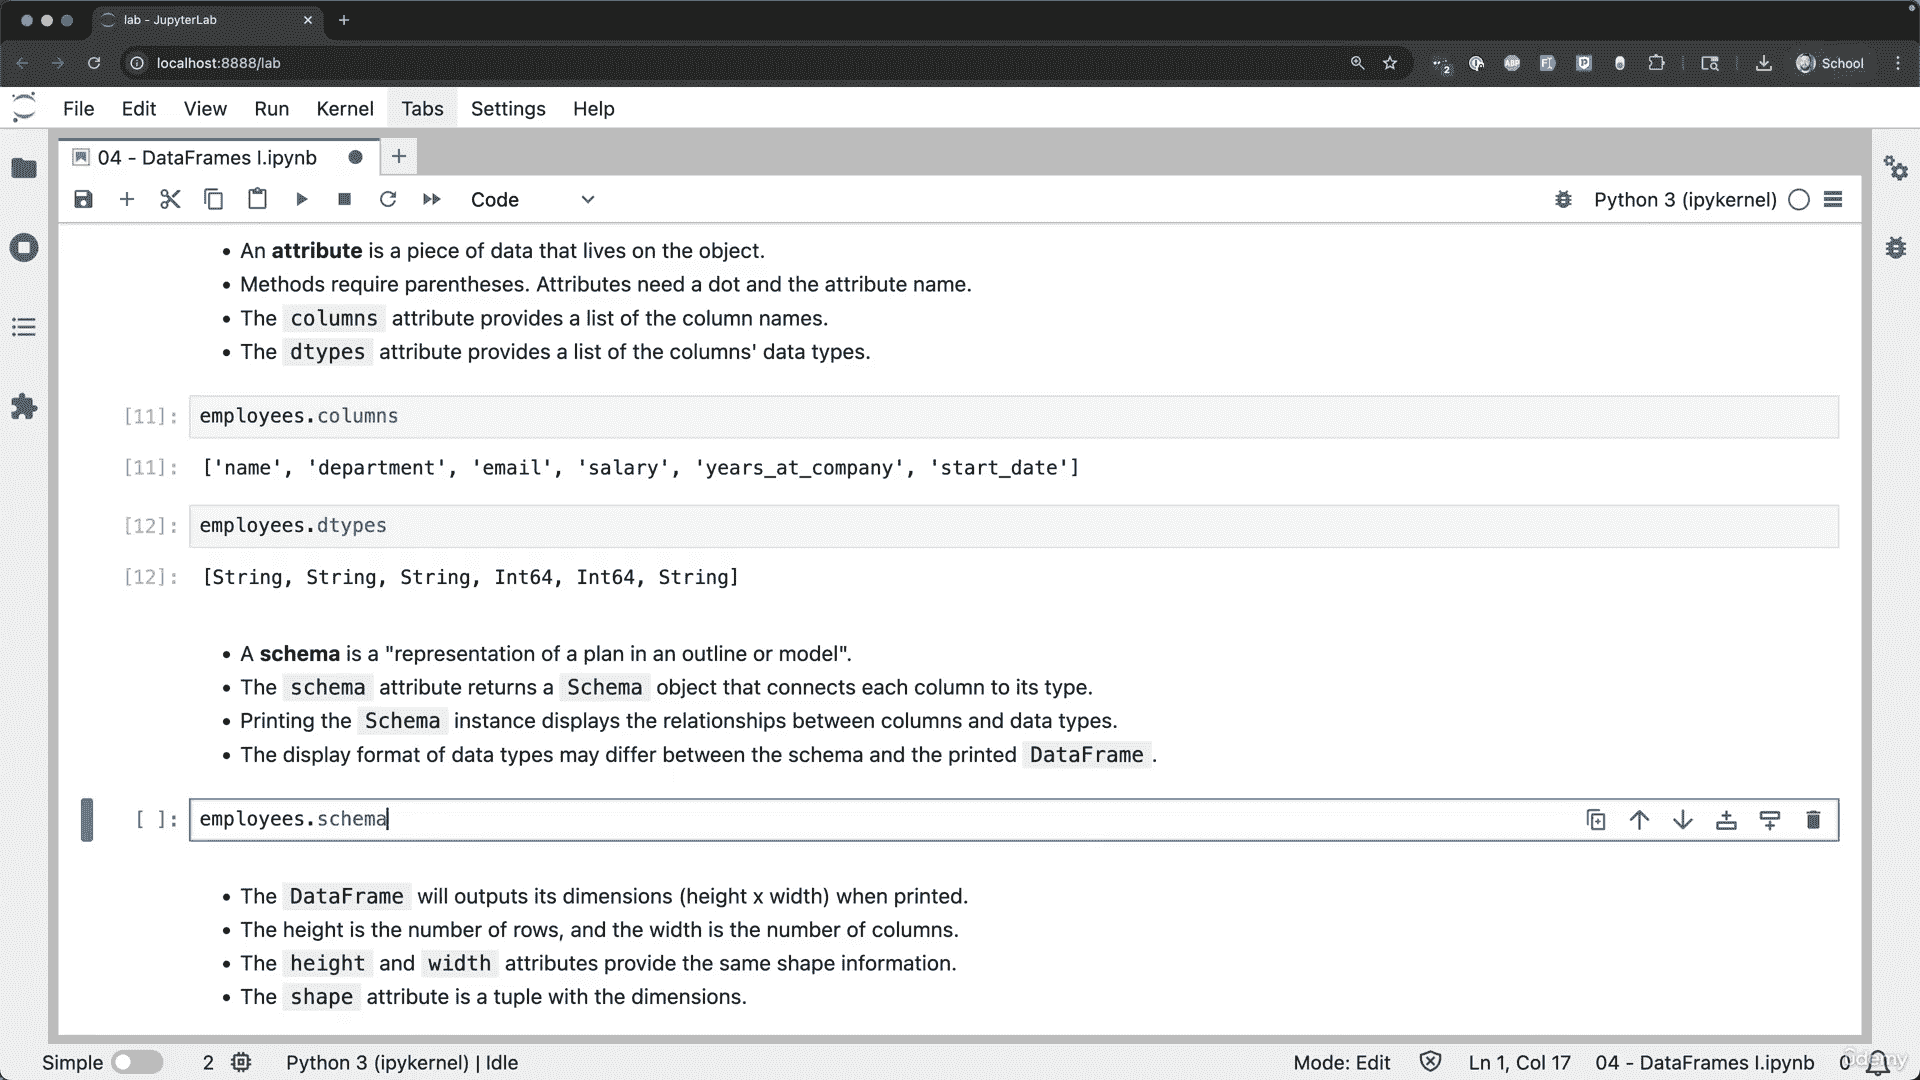 lab - JupyterLab
localhost:8888/lab
2
ABP
School
File Edit View Run Kernel Tabs Settings Help
04 - DataFrames I.ipynb
Code
Python 3 (ipykernel)
An attribute is a piece of data that lives on the object.
Methods require parentheses. Attributes need a dot and the attribute name.
The columns attribute provides a list of the column names.
The dtypes attribute provides a list of the columns' data types.
[11]: employees.columns
[11]: ['name', 'department', 'email', 'salary', 'years_at_company', 'start_date']
[12]: employees.dtypes
[12]: [String, String, String, Int64, Int64, String]
A schema is a "representation of a plan in an outline or model".
The schema attribute returns a Schema object that connects each column to its type.
Printing the Schema instance displays the relationships between columns and data types.
The display format of data types may differ between the schema and the printed DataFrame.
[ ]: employees.schema
The DataFrame will outputs its dimensions (height x width) when printed.
The height is the number of rows, and the width is the number of columns.
The height and width attributes provide the same shape information.
The shape attribute is a tuple with the dimensions.
Simple 2 Python 3 (ipykernel) | Idle Mode: Edit Ln 1, Col 17 04 - DataFrames I.ipynb 0
udemy